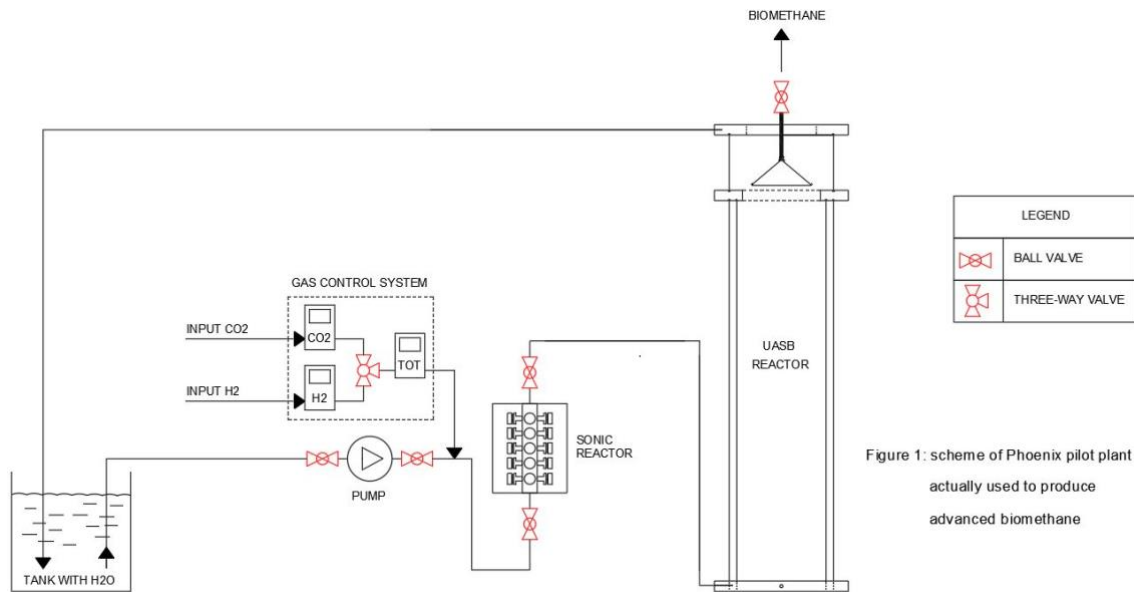 BIOMETHANE
LEGEND
BALL VALVE
THREE-WAY VALVE
GAS CONTROL SYSTEM
INPUT CO2
CO2
TOT
INPUT H2
H2
UASB
REACTOR
SONIC
REACTOR
PUMP
TANK WITH H2O
Figure 1: scheme of Phoenix pilot plant
actually used to produce
advanced biomethane